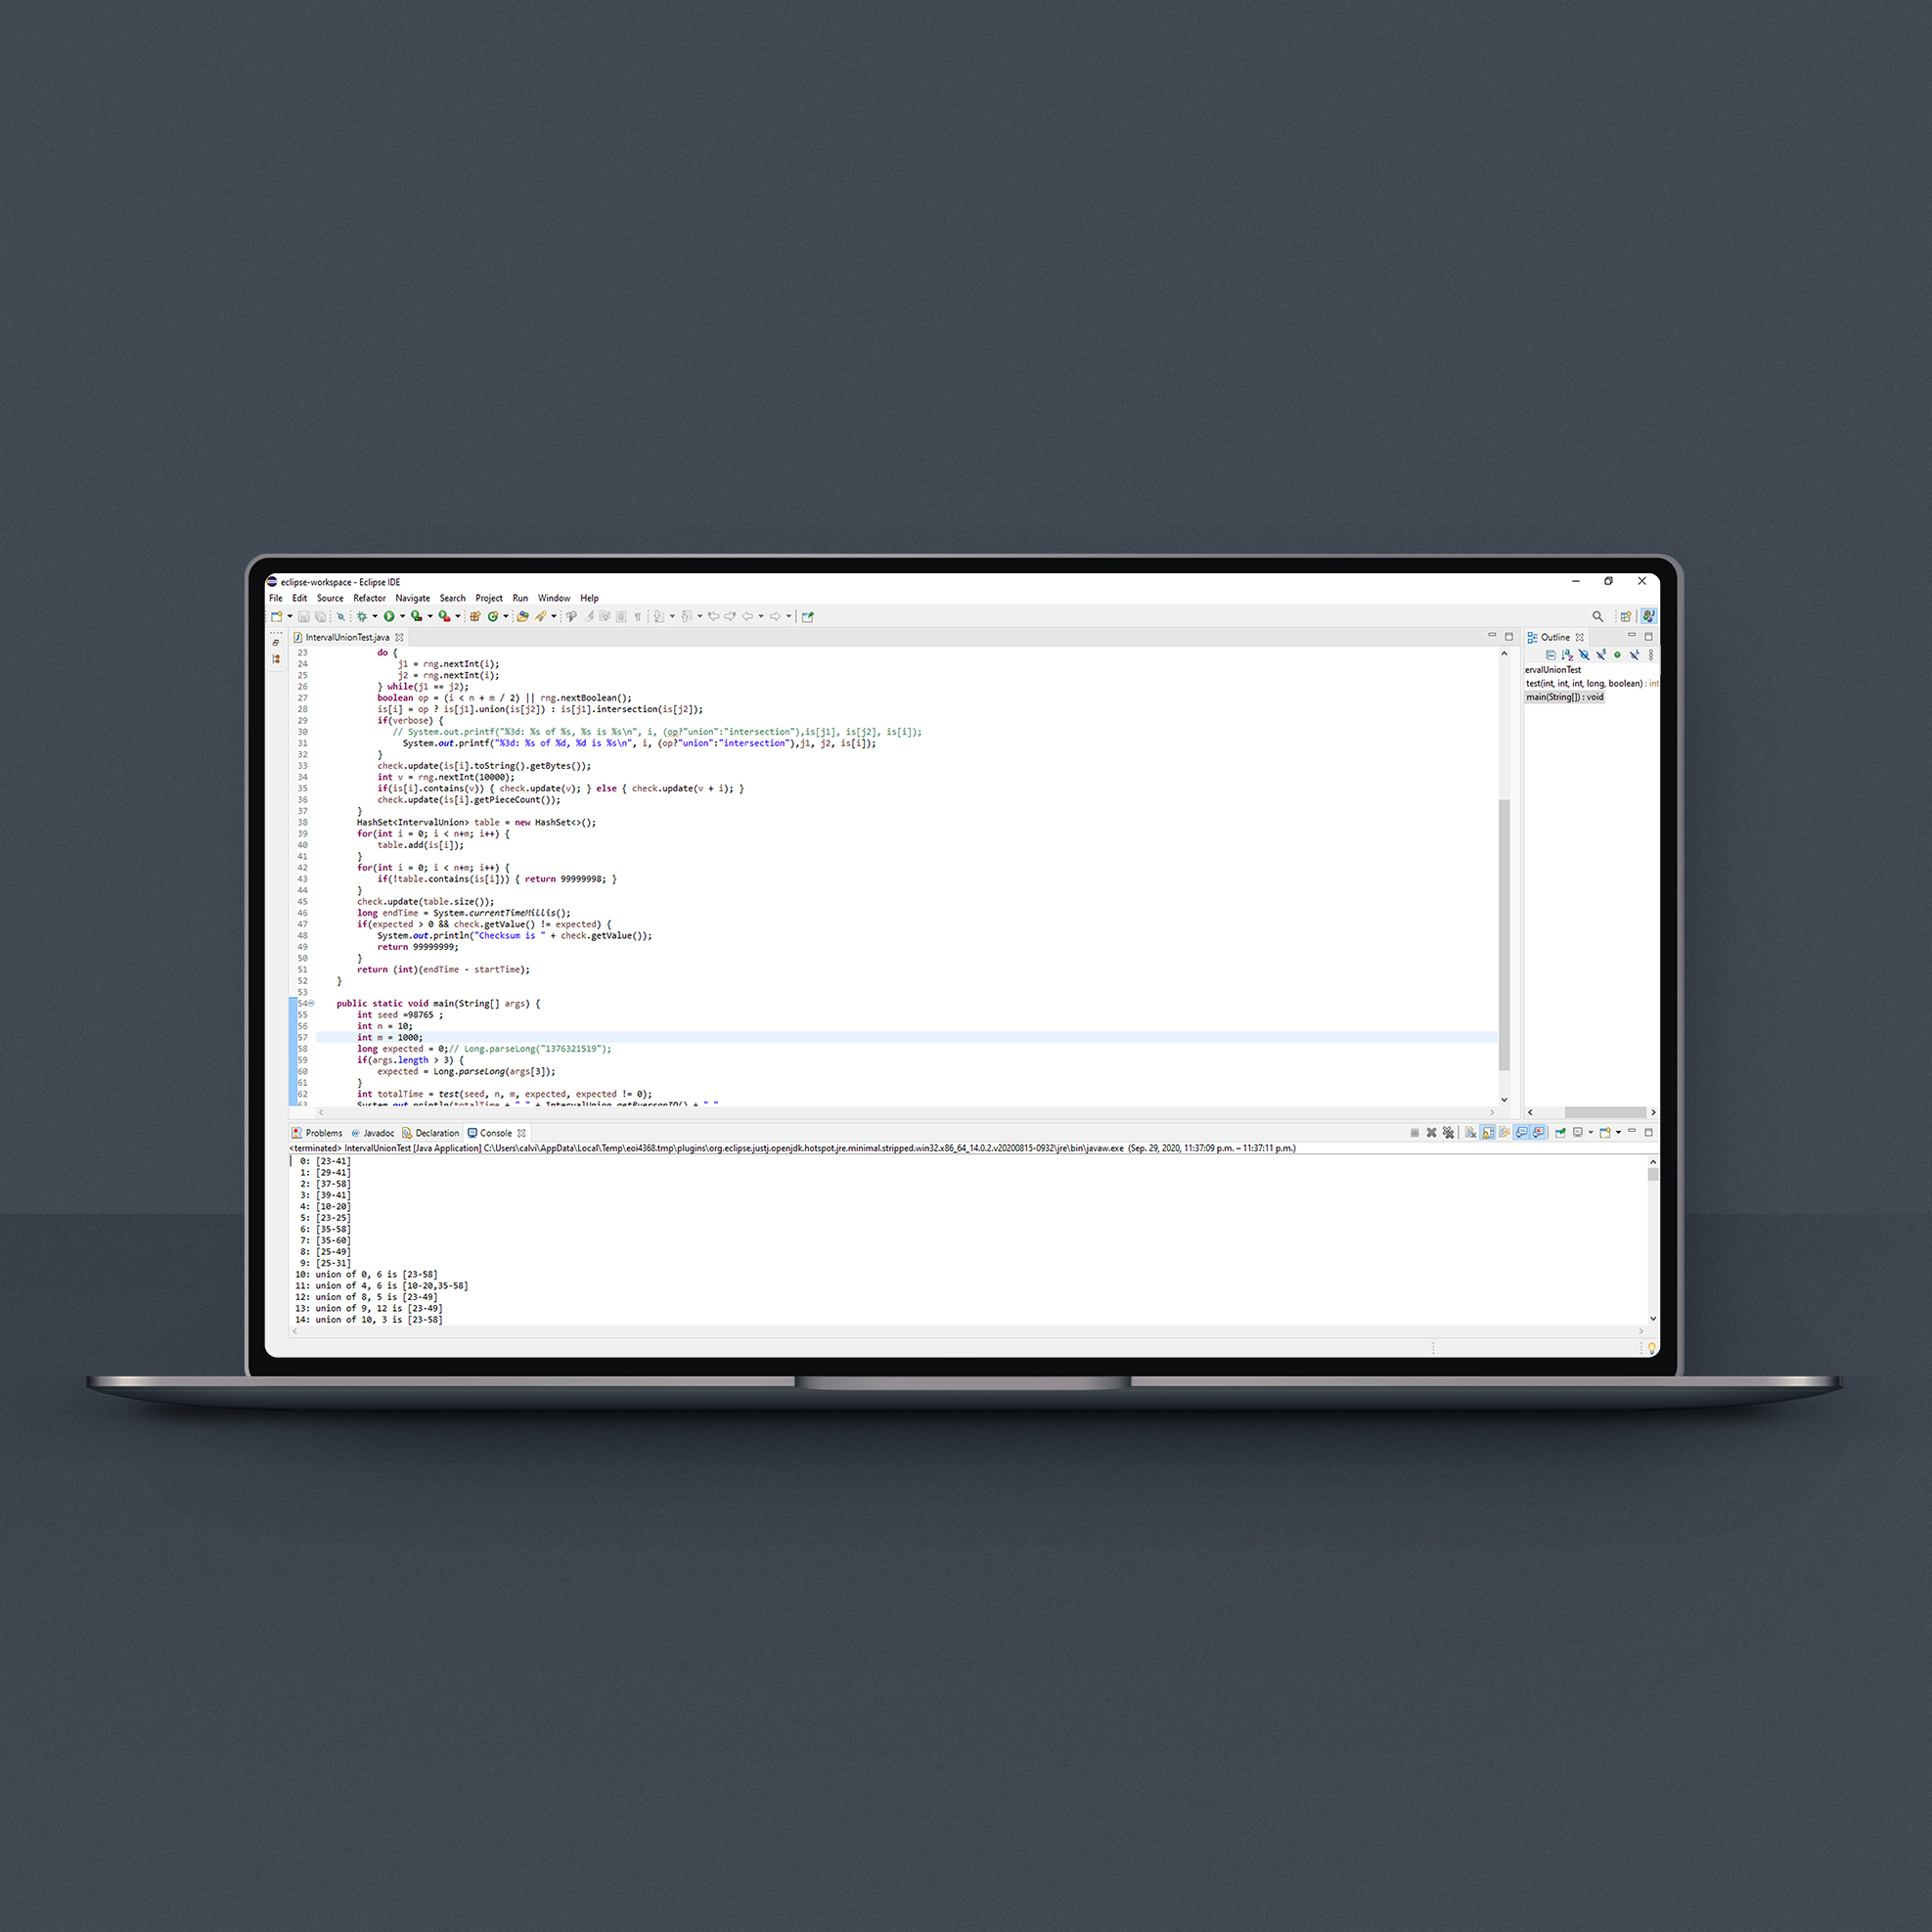 eclipse-workspace - Eclipse IDE
File Edit Source Refactor Navigate Search Project Run Window Help
IntervalUnionTest.java
23 do {
24 j1 = rng.nextInt(i);
25 j2 = rng.nextInt(i);
26 } while(j1 == j2);
27 boolean op = (i < n + m / 2) || rng.nextBoolean();
28 is[i] = op ? is[j1].union(is[j2]) : is[j1].intersection(is[j2]);
29 if(verbose) {
30 // System.out.printf("%3d: %s of %s, %s is %s\n", i, (op?"union":"intersection"),is[j1], is[j2], is[i]);
31 System.out.printf("%3d: %s of %d, %d is %s\n", i, (op?"union":"intersection"),j1, j2, is[i]);
32 }
33 check.update(is[i].toString().getBytes());
34 int v = rng.nextInt(10000);
35 if(is[i].contains(v)) { check.update(v); } else { check.update(v + i); }
36 check.update(is[i].getPieceCount());
37 }
38 HashSet<IntervalUnion> table = new HashSet<>();
39 for(int i = 0; i < n+m; i++) {
40 table.add(is[i]);
41 }
42 for(int i = 0; i < n+m; i++) {
43 if(!table.contains(is[i])) { return 99999998; }
44 }
45 check.update(table.size());
46 long endTime = System.currentTimeMillis();
47 if(expected > 0 && check.getValue() != expected) {
48 System.out.println("Checksum is " + check.getValue());
49 return 99999999;
50 }
51 return (int)(endTime - startTime);
52 }
53
54 public static void main(String[] args) {
55 int seed =98765 ;
56 int n = 10;
57 int m = 1000;
58 long expected = 0;// Long.parseLong("1376321519");
59 if(args.length > 3) {
60 expected = Long.parseLong(args[3]);
61 }
62 int totalTime = test(seed, n, m, expected, expected != 0);
63 System.out.println(totalTime + " " + IntervalUnion.getRyersonID() + " "
Outline
ervalUnionTest
test(int, int, int, long, boolean) : int
main(String[]) : void
Problems @ Javadoc Declaration Console
<terminated> IntervalUnionTest [Java Application] C:\Users\calvi\AppData\Local\Temp\eoi4368.tmp\plugins\org.eclipse.justj.openjdk.hotspot.jre.minimal.stripped.win32.x86_64_14.0.2.v20200815-0932\jre\bin\javaw.exe (Sep. 29, 2020, 11:37:09 p.m. – 11:37:11 p.m.)
0: [23-41]
1: [29-41]
2: [37-58]
3: [39-41]
4: [10-20]
5: [23-25]
6: [35-58]
7: [35-60]
8: [25-49]
9: [25-31]
10: union of 0, 6 is [23-58]
11: union of 4, 6 is [10-20,35-58]
12: union of 8, 5 is [23-49]
13: union of 9, 12 is [23-49]
14: union of 10, 3 is [23-58]